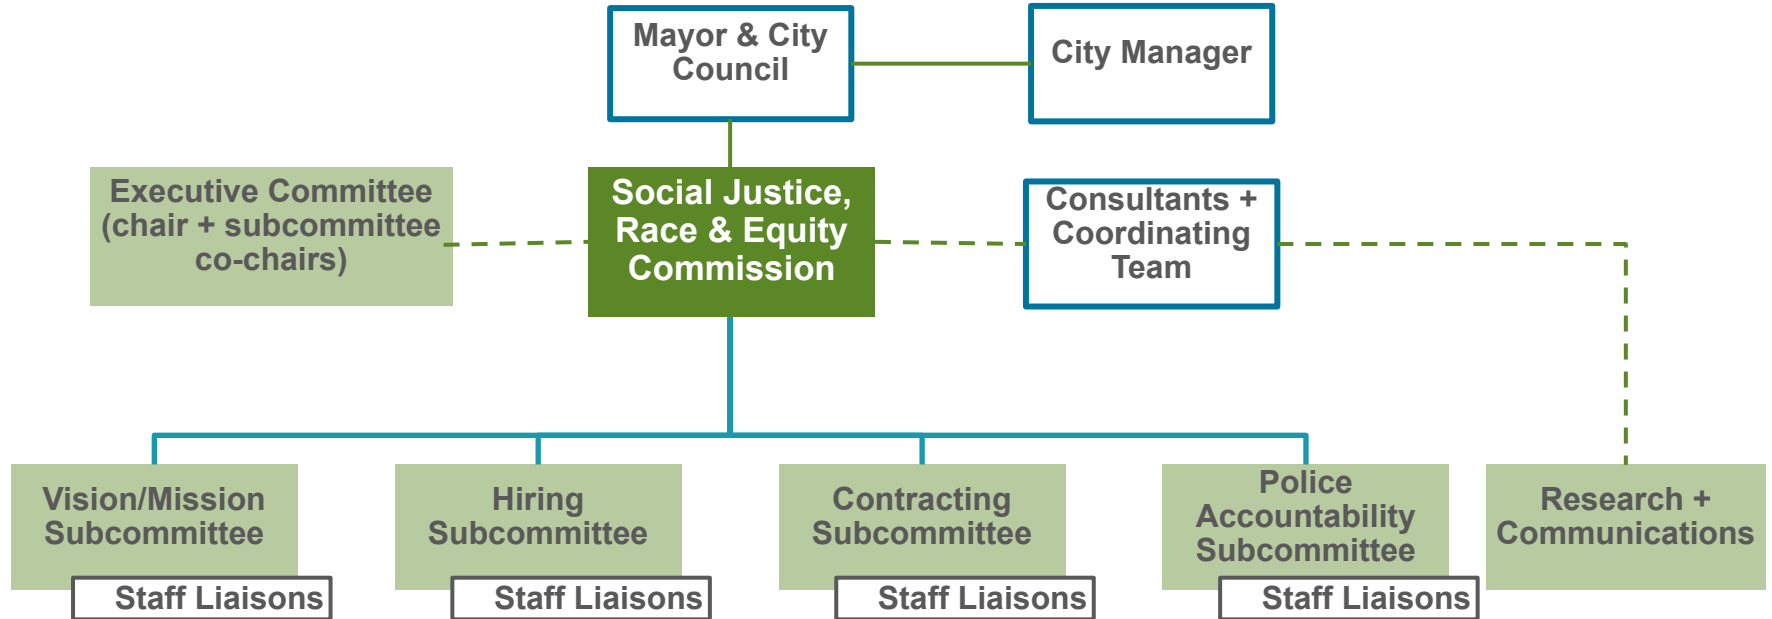 Mayor & City
Council
City Manager
Executive Committee
(chair + subcommittee
co-chairs)
Social Justice,
Race & Equity
Commission
Consultants +
Coordinating
Team
Vision/Mission
Subcommittee
Staff Liaisons
Hiring
Subcommittee
Staff Liaisons
Contracting
Subcommittee
Staff Liaisons
Police
Accountability
Subcommittee
Staff Liaisons
Research +
Communications